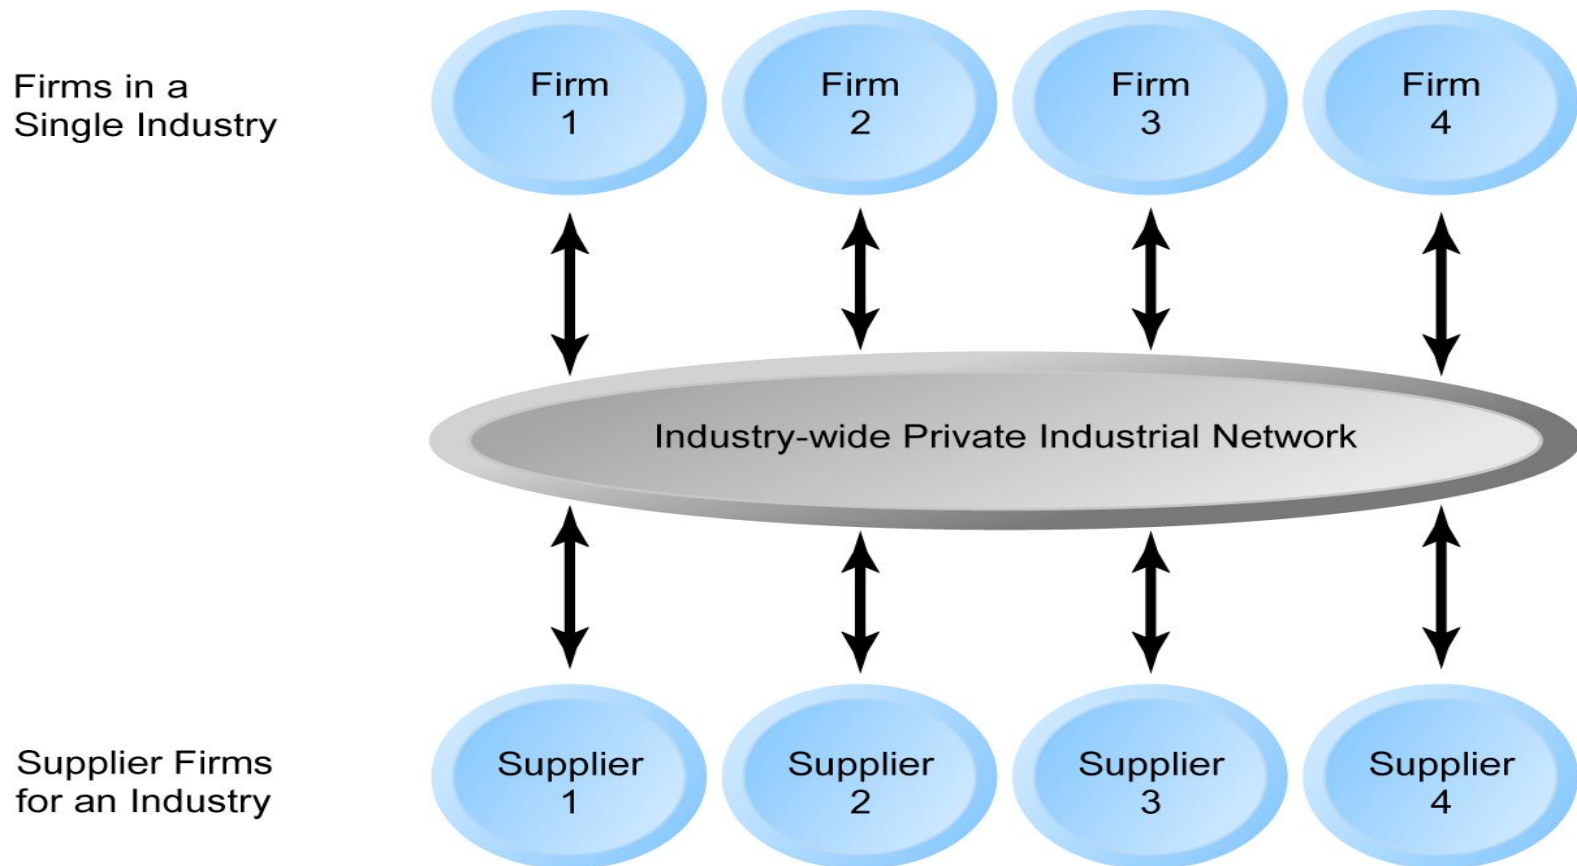 Firms in a
Single Industry
Firm
1
Firm
2
Firm
3
Firm
4
Industry-wide Private Industrial Network
Supplier Firms
for an Industry
Supplier
1
Supplier
2
Supplier
3
Supplier
4